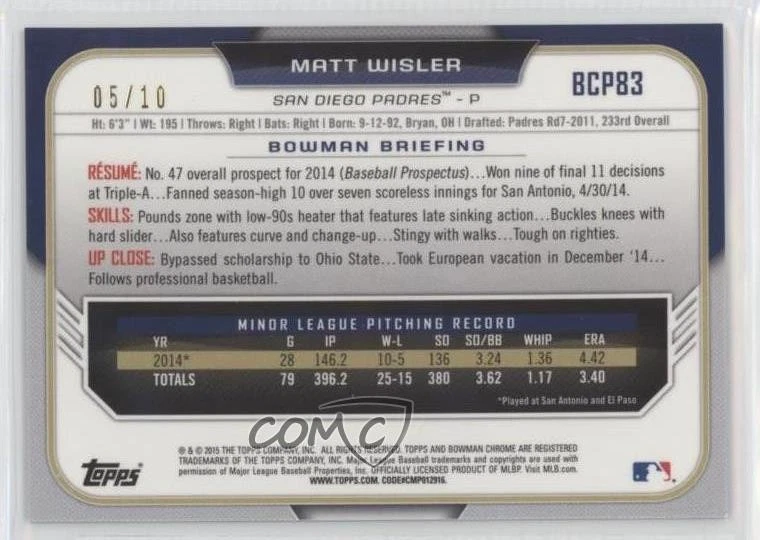 MATT WISLER
05/10
BCP83
SAN DIEGO PADRES™ - P
Ht: 6'3" | Wt: 195 | Throws: Right | Bats: Right | Born: 9-12-92, Bryan, OH | Drafted: Padres Rd7-2011, 233rd Overall
BOWMAN BRIEFING
RÉSUMÉ: No. 47 overall prospect for 2014 (Baseball Prospectus)...Won nine of final 11 decisions
at Triple-A...Fanned season-high 10 over seven scoreless innings for San Antonio, 4/30/14.
SKILLS: Pounds zone with low-90s heater that features late sinking action...Buckles knees with
hard slider...Also features curve and change-up...Stingy with walks...Tough on righties.
UP CLOSE: Bypassed scholarship to Ohio State...Took European vacation in December '14...
Follows professional basketball.
MINOR LEAGUE PITCHING RECORD
YR G IP W-L SO SO/BB WHIP ERA
2014* 28 146.2 10-5 136 3.24 1.36 4.42
TOTALS 79 396.2 25-15 380 3.62 1.17 3.40
*Played at San Antonio and El Paso
COMC
® & © 2015 THE TOPPS COMPANY, INC. ALL RIGHTS RESERVED. TOPPS AND BOWMAN CHROME ARE REGISTERED
TRADEMARKS OF THE TOPPS COMPANY, INC. Major League Baseball trademarks and copyrights are used with
permission of Major League Baseball Properties, Inc. OFFICIALLY LICENSED PRODUCT OF MLBP. Visit MLB.com.
WWW.TOPPS.COM. CODE#CMP012916.
Topps